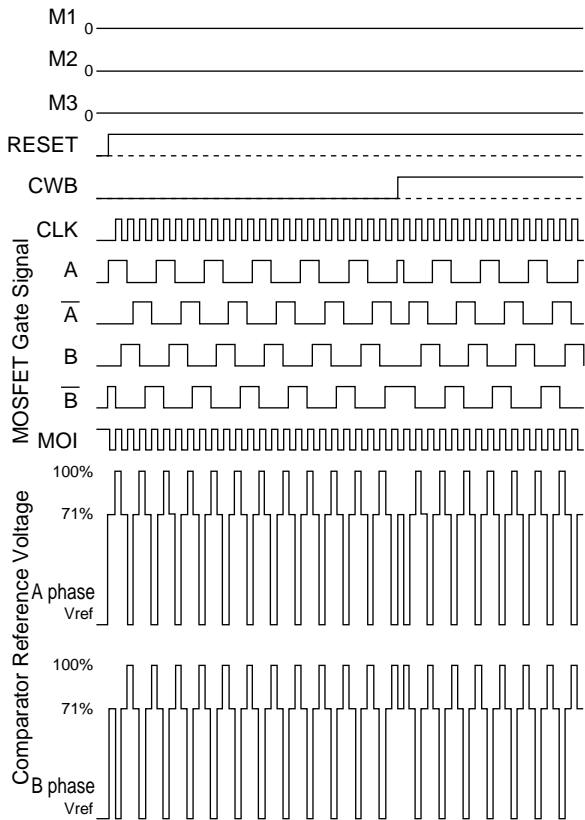 M1 0
M2 0
M3 0
RESET
CWB
CLK
MOSFET Gate Signal
A
A̅
B
B̅
MOI
Comparator Reference Voltage
100%
71%
A phase
Vref
100%
71%
B phase
Vref